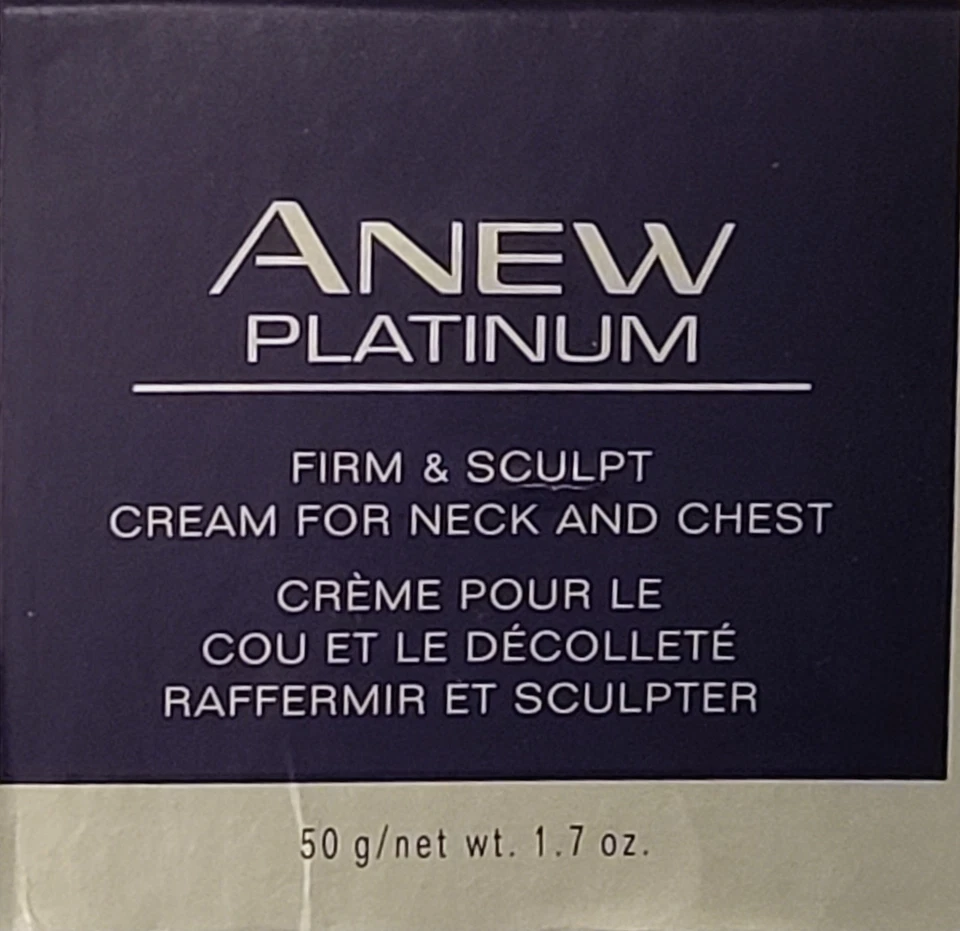 ANEW
PLATINUM
FIRM & SCULPT
CREAM FOR NECK AND CHEST
CRÈME POUR LE
COU ET LE DÉCOLLETÉ
RAFFERMIR ET SCULPTER
50 g/net wt. 1.7 oz.